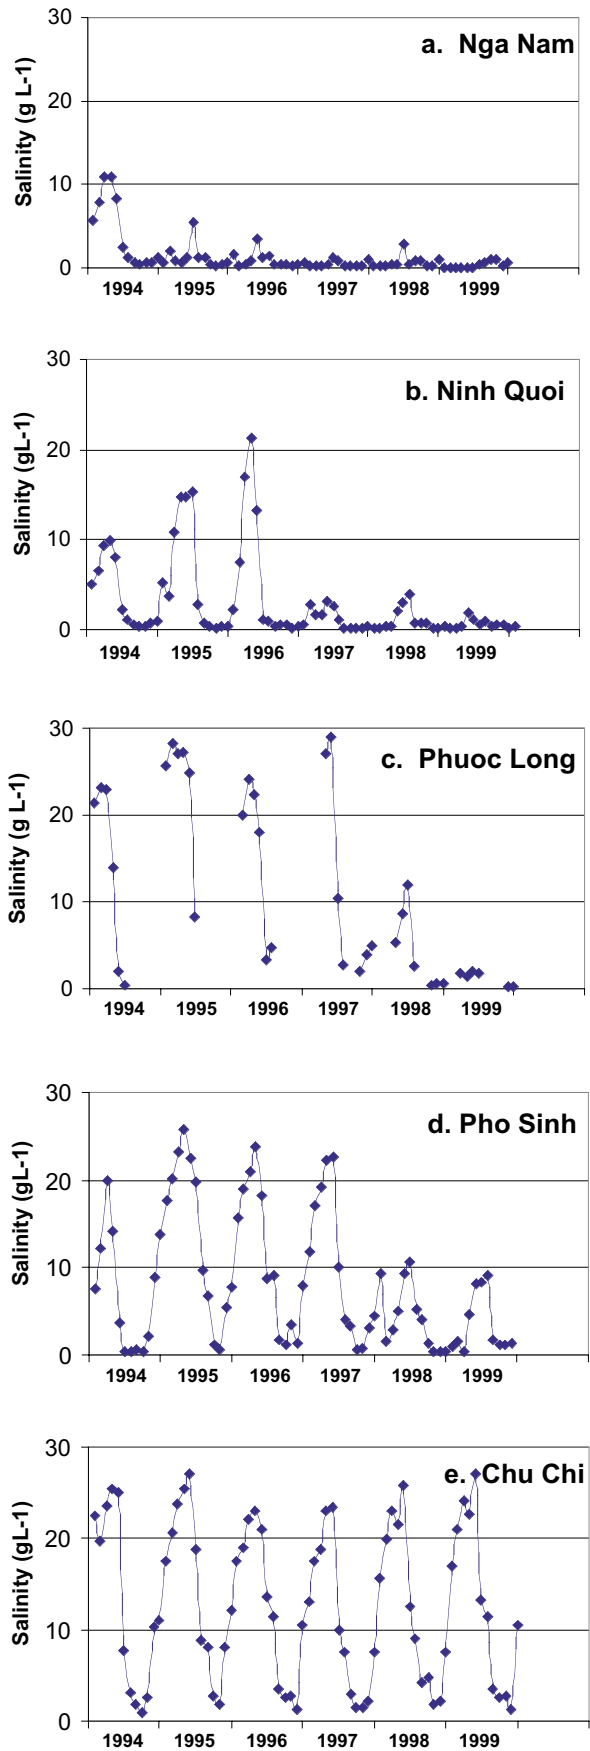 a. Nga Nam
Salinity (g L-1)
30
20
10
0
1994 1995 1996 1997 1998 1999
b. Ninh Quoi
Salinity (gL-1)
30
20
10
0
1994 1995 1996 1997 1998 1999
c. Phuoc Long
Salinity (g L-1)
30
20
10
0
1994 1995 1996 1997 1998 1999
d. Pho Sinh
Salinity (gL-1)
30
20
10
0
1994 1995 1996 1997 1998 1999
e. Chu Chi
Salinity (gL-1)
30
20
10
0
1994 1995 1996 1997 1998 1999